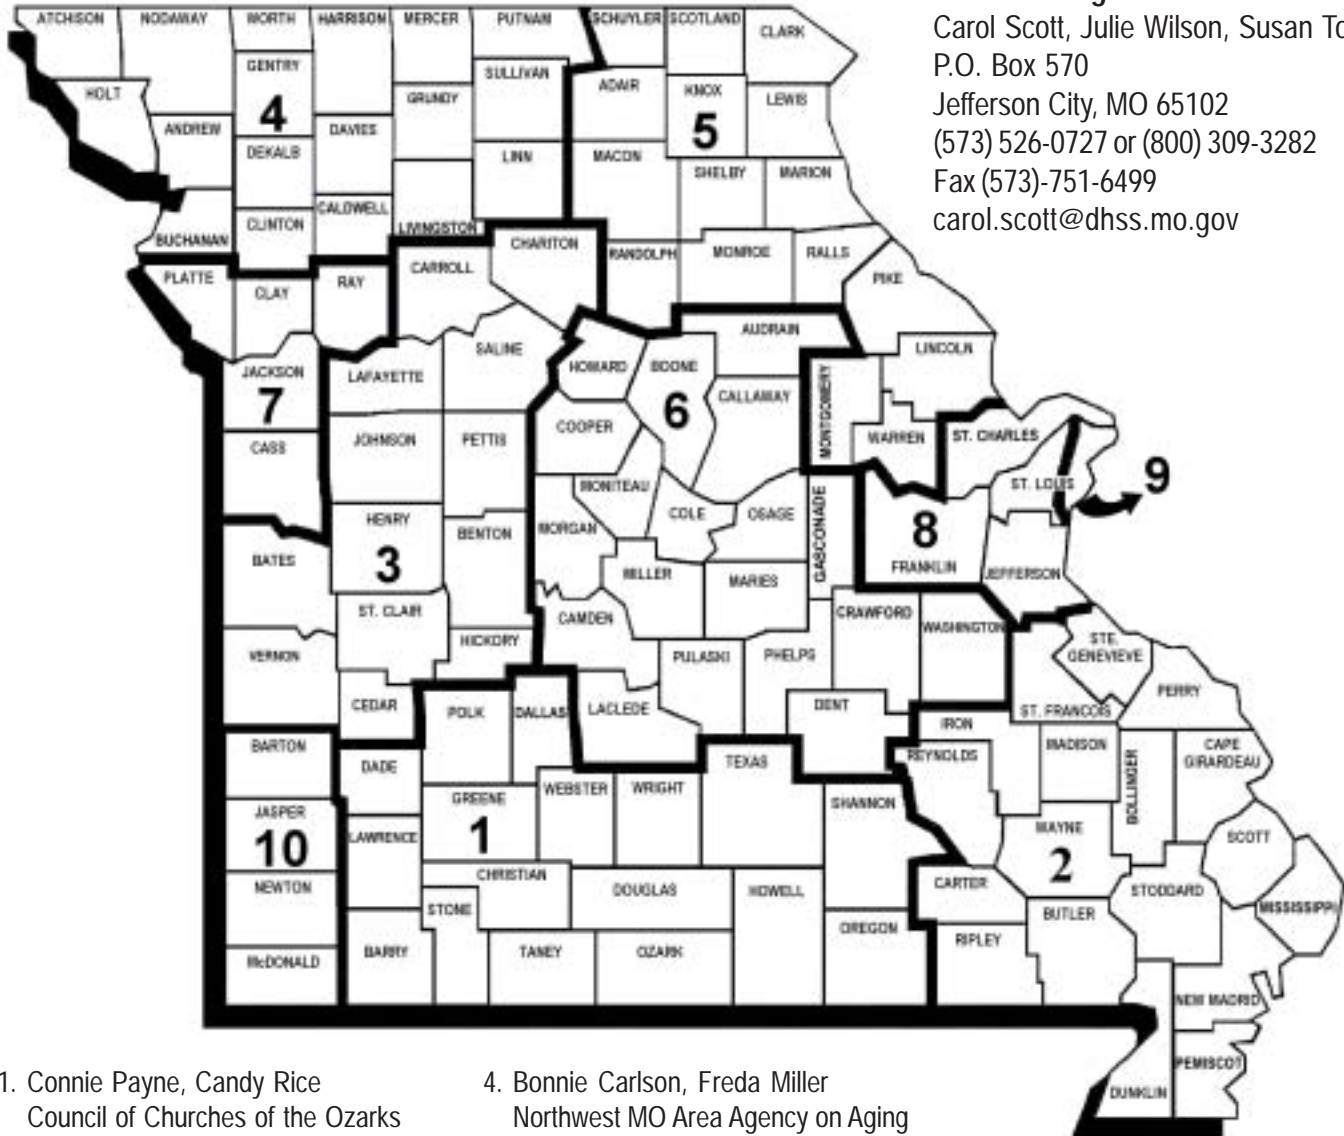 Carol Scott, Julie Wilson, Susan
P.O. Box 570
Jefferson City, MO 65102
(573) 526-0727 or (800) 309-3282
Fax (573)-751-6499
carol.scott@dhss.mo.gov
ATCHISON
NODAWAY
WORTH
HARRISON
MERCER
PUTNAM
SCHUYLER
SCOTLAND
CLARK
GENTRY
4
SULLIVAN
HOLT
GRUNDY
ADAIR
KNOX
5
LEWIS
ANDREW
DAVIES
DEKALB
LINN
MACON
SHELBY
MARION
CALDWELL
CLINTON
LIVINGSTON
BUCHANAN
CHARITON
RANDOLPH
MONROE
RALLS
PLATTE
CLAY
RAY
CARROLL
PIKE
AUDRAIN
SALINE
LINCOLN
JACKSON
7
LAFAYETTE
HOWARD
BOONE
6
CALLAWAY
MONTGOMERY
WARREN
ST. CHARLES
CASS
JOHNSON
PETTIS
COOPER
ST. LOUIS
9
MONITEAU
HENRY
3
BENTON
MORGAN
COLE
OSAGE
GASCONADE
8
FRANKLIN
JEFFERSON
BATES
MILLER
MARIES
ST. CLAIR
CAMDEN
CRAWFORD
WASHINGTON
HICKORY
STE.
GENEVIEVE
VERNON
PULASKI
PHELPS
PERRY
CEDAR
POLK
DALLAS
LACLEDE
DENT
ST. FRANCOIS
IRON
BARTON
DADE
TEXAS
REYNOLDS
MADISON
BOLLINGER
CAPE
GIRARDEAU
GREENE
1
WEBSTER
WRIGHT
SHANNON
JASPER
10
LAWRENCE
WAYNE
2
SCOTT
CHRISTIAN
NEWTON
DOUGLAS
HOWELL
CARTER
STODDARD
MISSISSIPPI
STONE
BUTLER
BARRY
TANEY
OZARK
OREGON
RIPLEY
McDONALD
NEW MADRID
PEMISCOT
DUNKLIN
1. Connie Payne, Candy Rice
Council of Churches of the Ozarks
4. Bonnie Carlson, Freda Miller
Northwest MO Area Agency on Aging